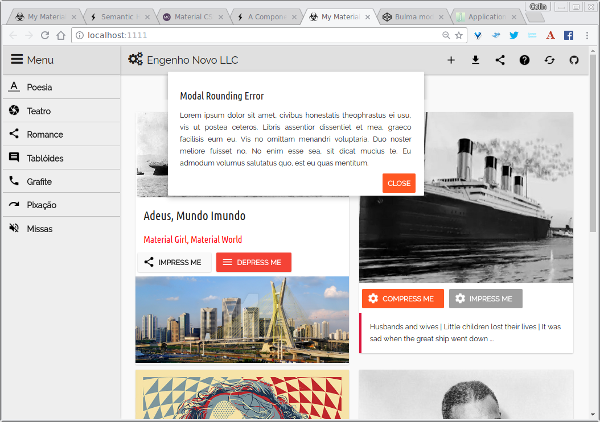 My Materia
Semantic
Material CS
A Compone
My Material
Bulma mo
Application
localhost:1111
Menu
Engenho Novo LLC
Poesia
Teatro
Romance
Tablóides
Grafite
Pixação
Missas
Modal Rounding Error
Lorem ipsum dolor sit amet, civibus honestatis theophrastus ei usu,
vis ut postea ceteros. Libris assentior dissentiet et mea, graeco
facilisis eum eu. Vis no omittam menandri voluptaria. Duo noster
meliore fuisset no. No enim esse sea, sit dicat mucius te. Eu
admodum volumus salutatus quo, est eu quas mentitum
CLOSE
Adeus, Mundo Imundo
Material Girl, Material World
IMPRESS ME
DEPRESS ME
COMPRESS ME
IMPRESS ME
Husbands and wives | Little children lost their lives | It was
sad when the great ship went down ...